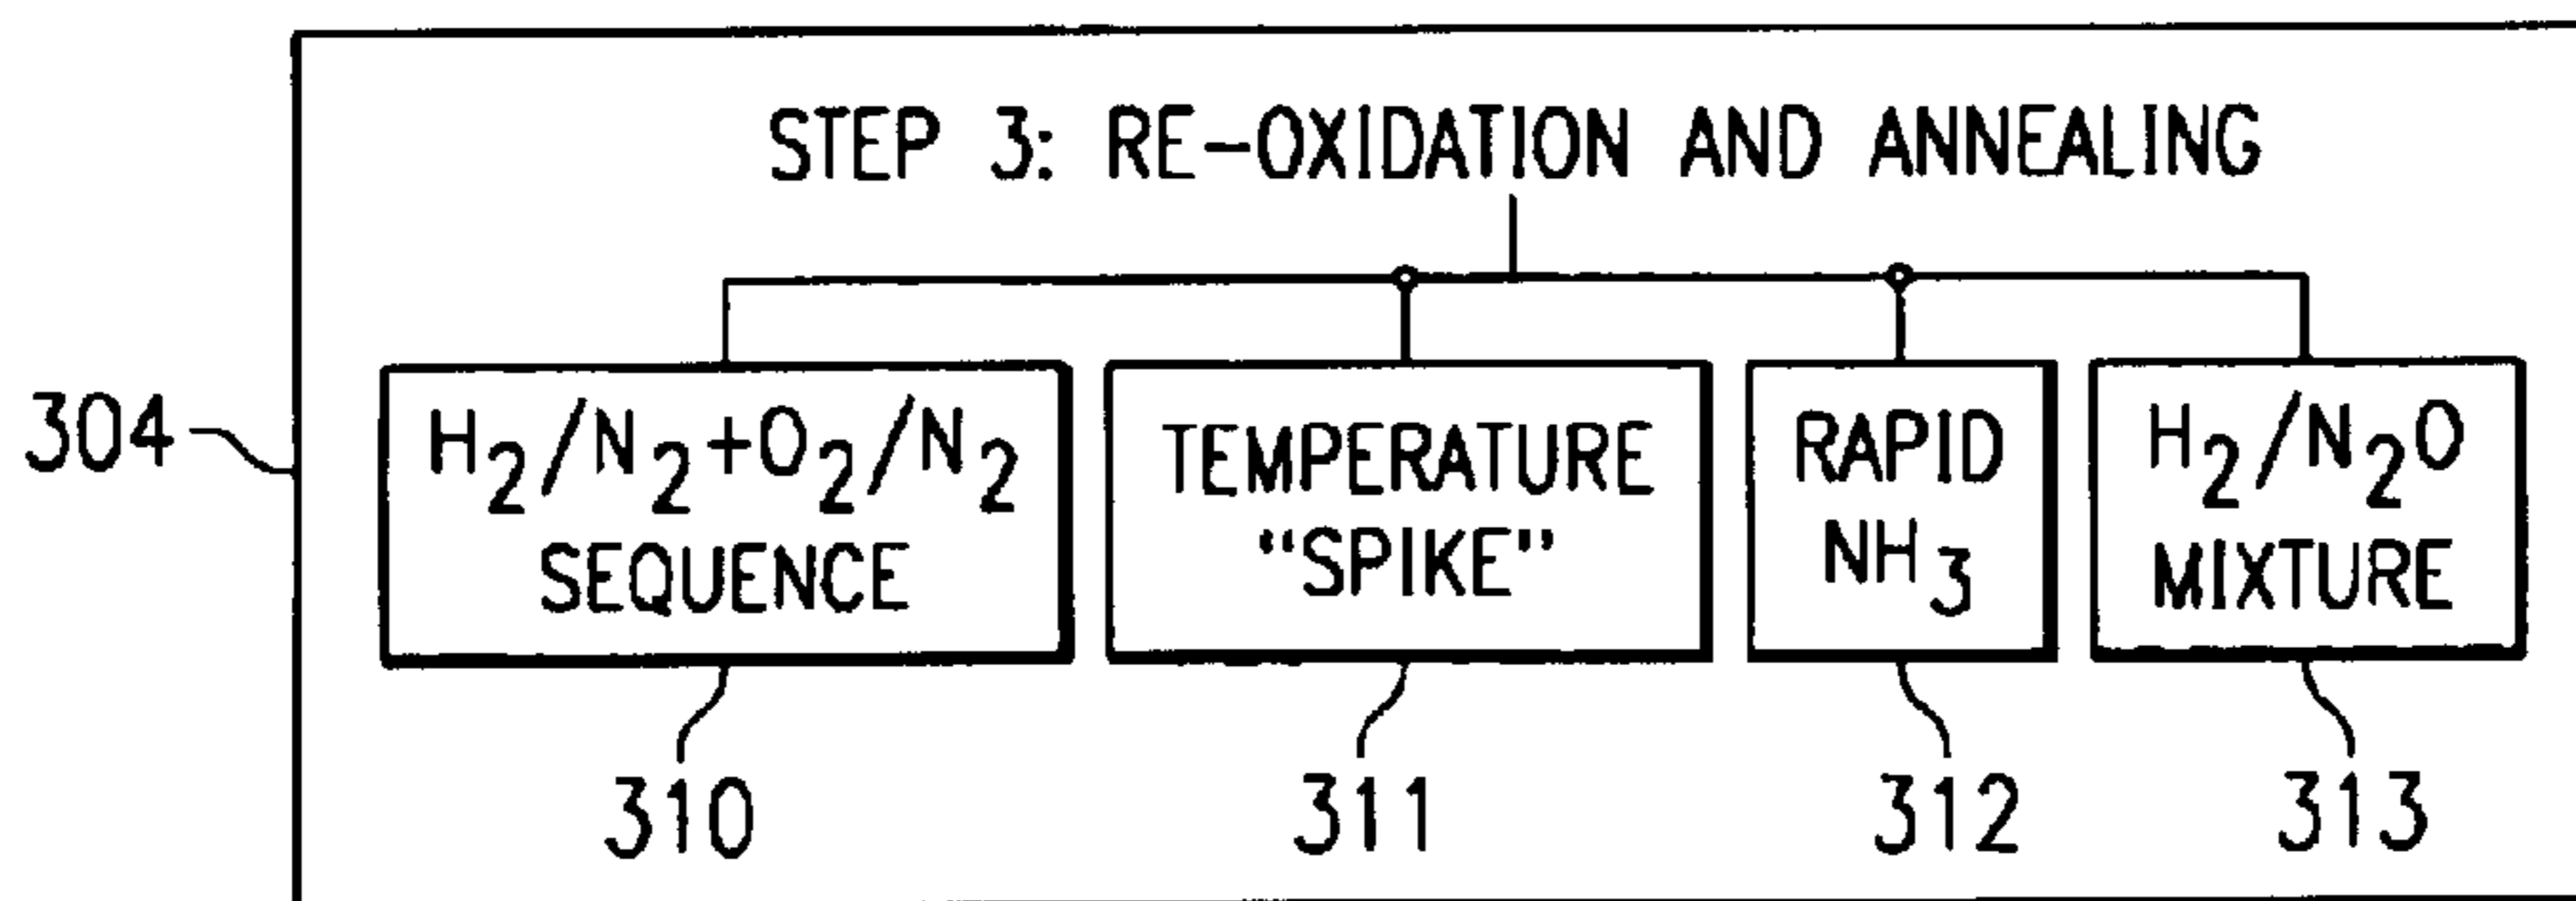 STEP 3: RE-OXIDATION AND ANNEALING
304
H₂/N₂+O₂/N₂
SEQUENCE
TEMPERATURE
“SPIKE”
RAPID
NH₃
H₂/N₂O
MIXTURE
310
311
312
313